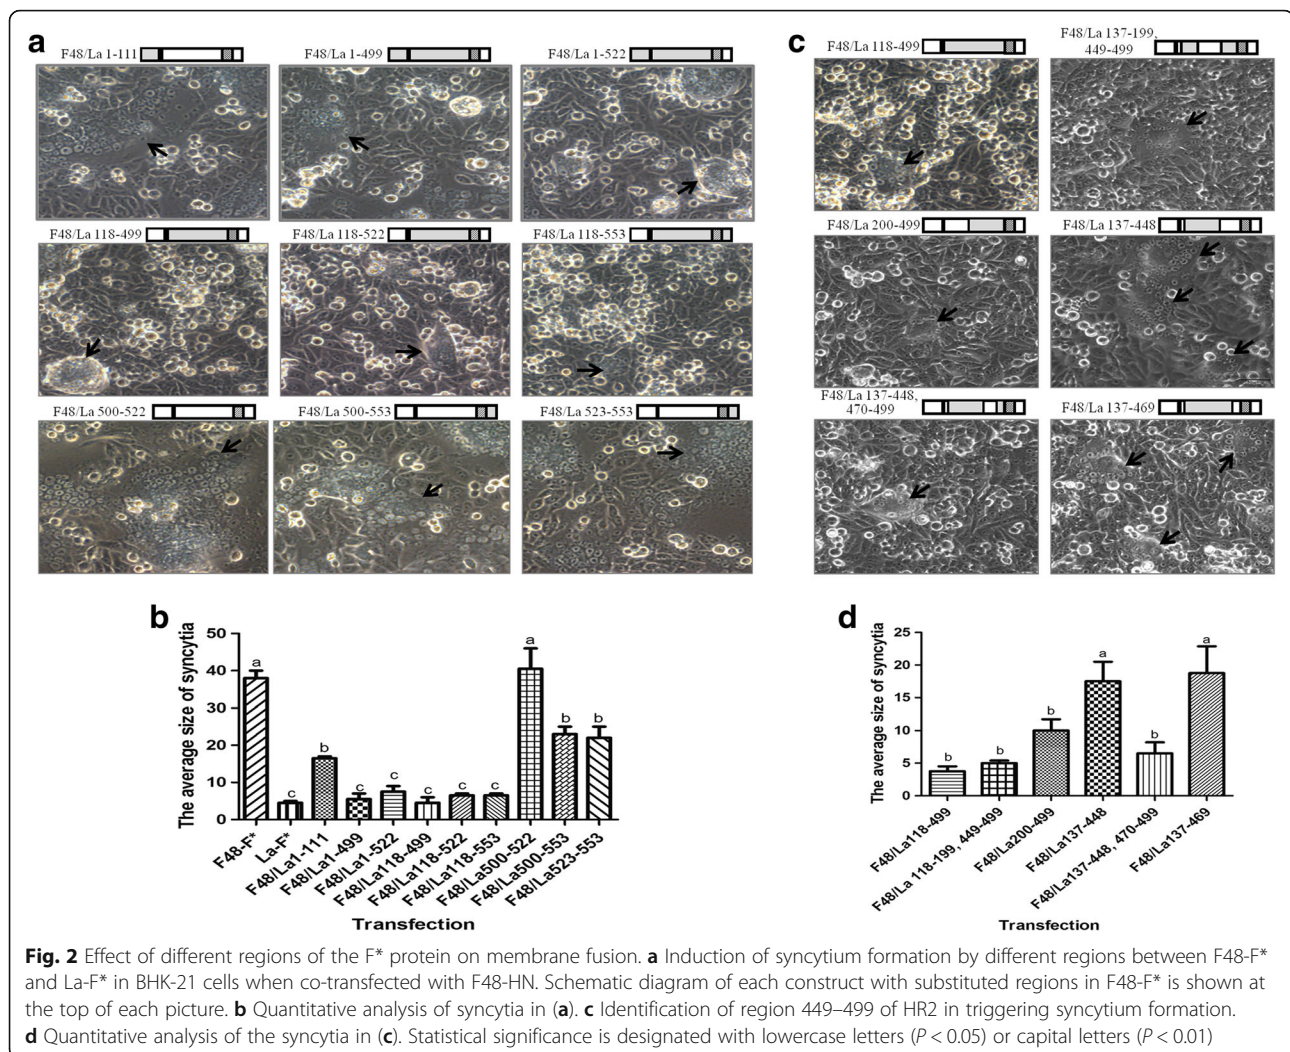 a
F48/La 1-111
F48/La 1-499
F48/La 1-522
F48/La 118-499
F48/La 118-522
F48/La 118-553
F48/La 500-522
F48/La 500-553
F48/La 523-553
c
F48/La 118-499
F48/La 137-199,
449-499
F48/La 200-499
F48/La 137-448
F48/La 137-448,
470-499
F48/La 137-469
b
The average size of syncytia
50
40
30
20
10
0
a
c
b
c
c
c
c
c
a
b
b
F48-F*
La-F*
F48/La1-111
F48/La1-499
F48/La1-522
F48/La118-499
F48/La118-522
F48/La118-553
F48/La500-522
F48/La500-553
F48/La523-553
Transfection
d
The average size of syncytia
25
20
15
10
5
0
b
b
b
a
b
a
F48/La118-499
F48/La 118-199, 449-499
F48/La200-499
F48/La137-448
F48/La137-448, 470-499
F48/La137-469
Transfection
Fig. 2 Effect of different regions of the F* protein on membrane fusion. a Induction of syncytium formation by different regions between F48-F*
and La-F* in BHK-21 cells when co-transfected with F48-HN. Schematic diagram of each construct with substituted regions in F48-F* is shown at
the top of each picture. b Quantitative analysis of syncytia in (a). c Identification of region 449–499 of HR2 in triggering syncytium formation.
d Quantitative analysis of the syncytia in (c). Statistical significance is designated with lowercase letters (P < 0.05) or capital letters (P < 0.01)